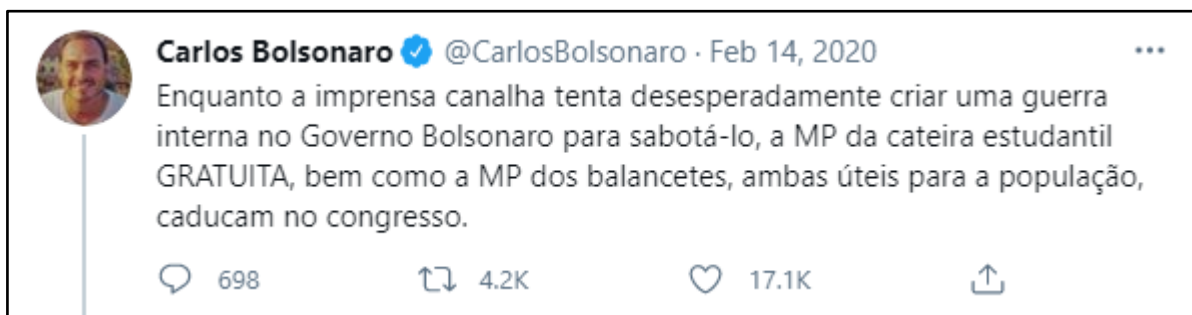 Carlos Bolsonaro @CarlosBolsonaro · Feb 14, 2020
Enquanto a imprensa canalha tenta desesperadamente criar uma guerra
interna no Governo Bolsonaro para sabotá-lo, a MP da cateira estudantil
GRATUITA, bem como a MP dos balancetes, ambas úteis para a população,
caducam no congresso.
698 4.2K 17.1K